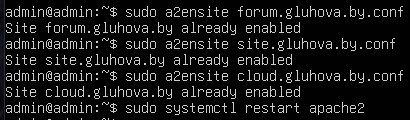 admin@admin:~$ sudo a2ensite forum.gluhova.by.conf
Site forum.gluhova.by already enabled
admin@admin:~$ sudo a2ensite site.gluhova.by.conf
Site site.gluhova.by already enabled
admin@admin:~$ sudo a2ensite cloud.gluhova.by.conf
Site cloud.gluhova.by already enabled
admin@admin:~$ sudo systemctl restart apache2